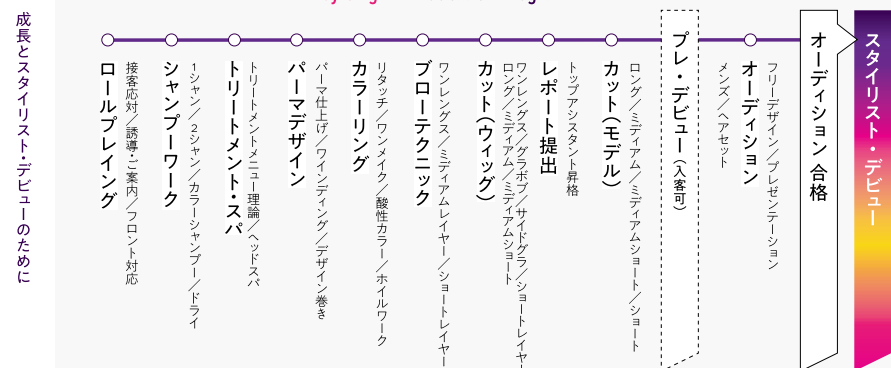 成長とスタイリスト・デビューのために
ロールプレイング
接客応対／誘導・ご案内／フロント対応
シャンプーワーク
1シャン／2シャン／カラーシャンプー／ドライ
トリートメント・スパ
トリートメントメニュー理論／ヘッドスパ
パーマデザイン
パーマ仕上げ／ワインディング／デザイン巻き
カラーリング
リタッチ／ワンメイク／酸性カラー／ホイルワーク
ブローテクニック
ワンレングス／ミディアムレイヤー／ショートレイヤー
カット（ウィッグ）
ワンレングス／グラボブ／サイドグラ／ショートレイヤー
ロング／ミディアム／ミディアムショート
レポート提出
トップアシスタント昇格
カット（モデル）
ロング／ミディアム／ミディアムショート／ショート
プレ・デビュー（入客可）
オーディション
フリーデザイン／プレゼンテーション
メンズ／ヘアセット
オーディション 合格
スタイリスト・デビュー